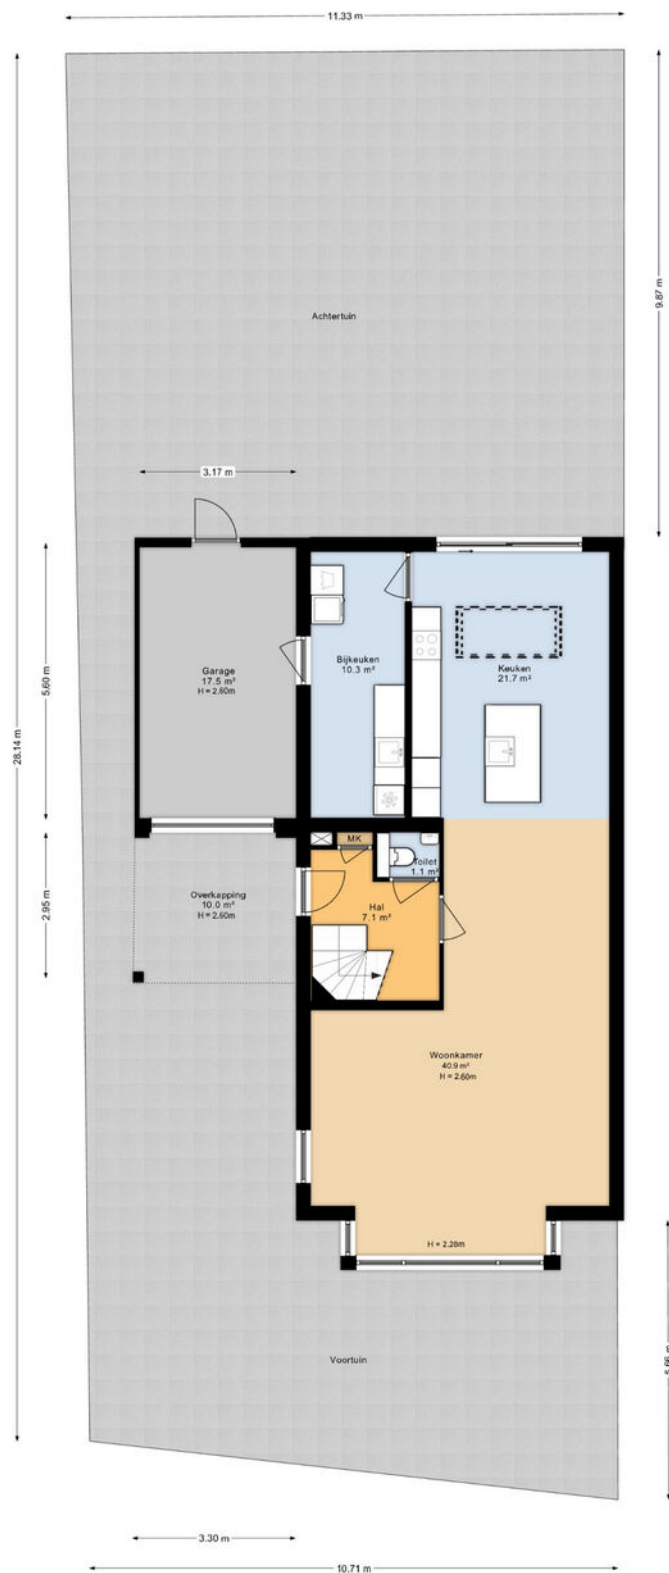 11.33 m
9.87 m
Achtertuin
3.17 m
5.60 m
Garage
17.5 m²
H = 2.60m
Bijkeuken
10.3 m²
Keuken
21.7 m²
28.14 m
MK
Toilet
1.1 m²
2.95 m
Overkapping
10.0 m²
H = 2.60m
Hal
7.1 m²
Woonkamer
40.9 m²
H = 2.60m
H = 2.28m
Voortuin
5.66 m
3.30 m
10.71 m